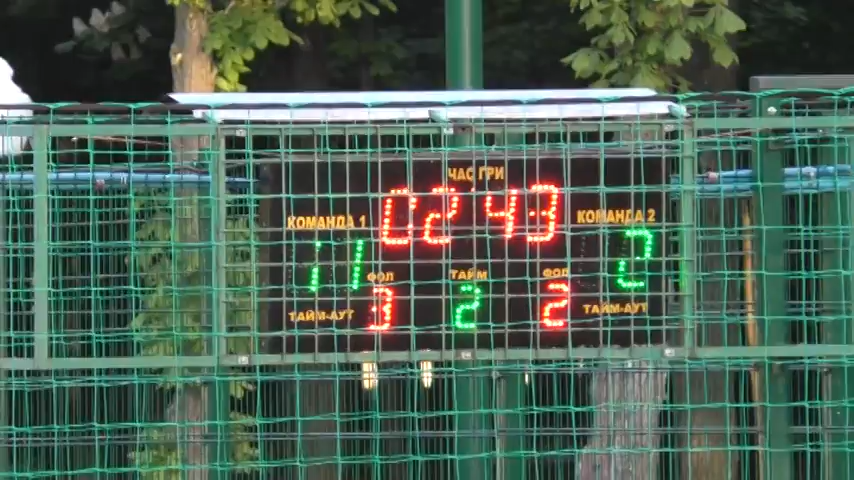 ЧАС ГРИ
КОМАНДА 1
02:43
КОМАНДА 2
11
2
ФОЛ
ТАЙМ
ФОЛ
ТАЙМ-АУТ
3
2
2
ТАЙМ-АУТ